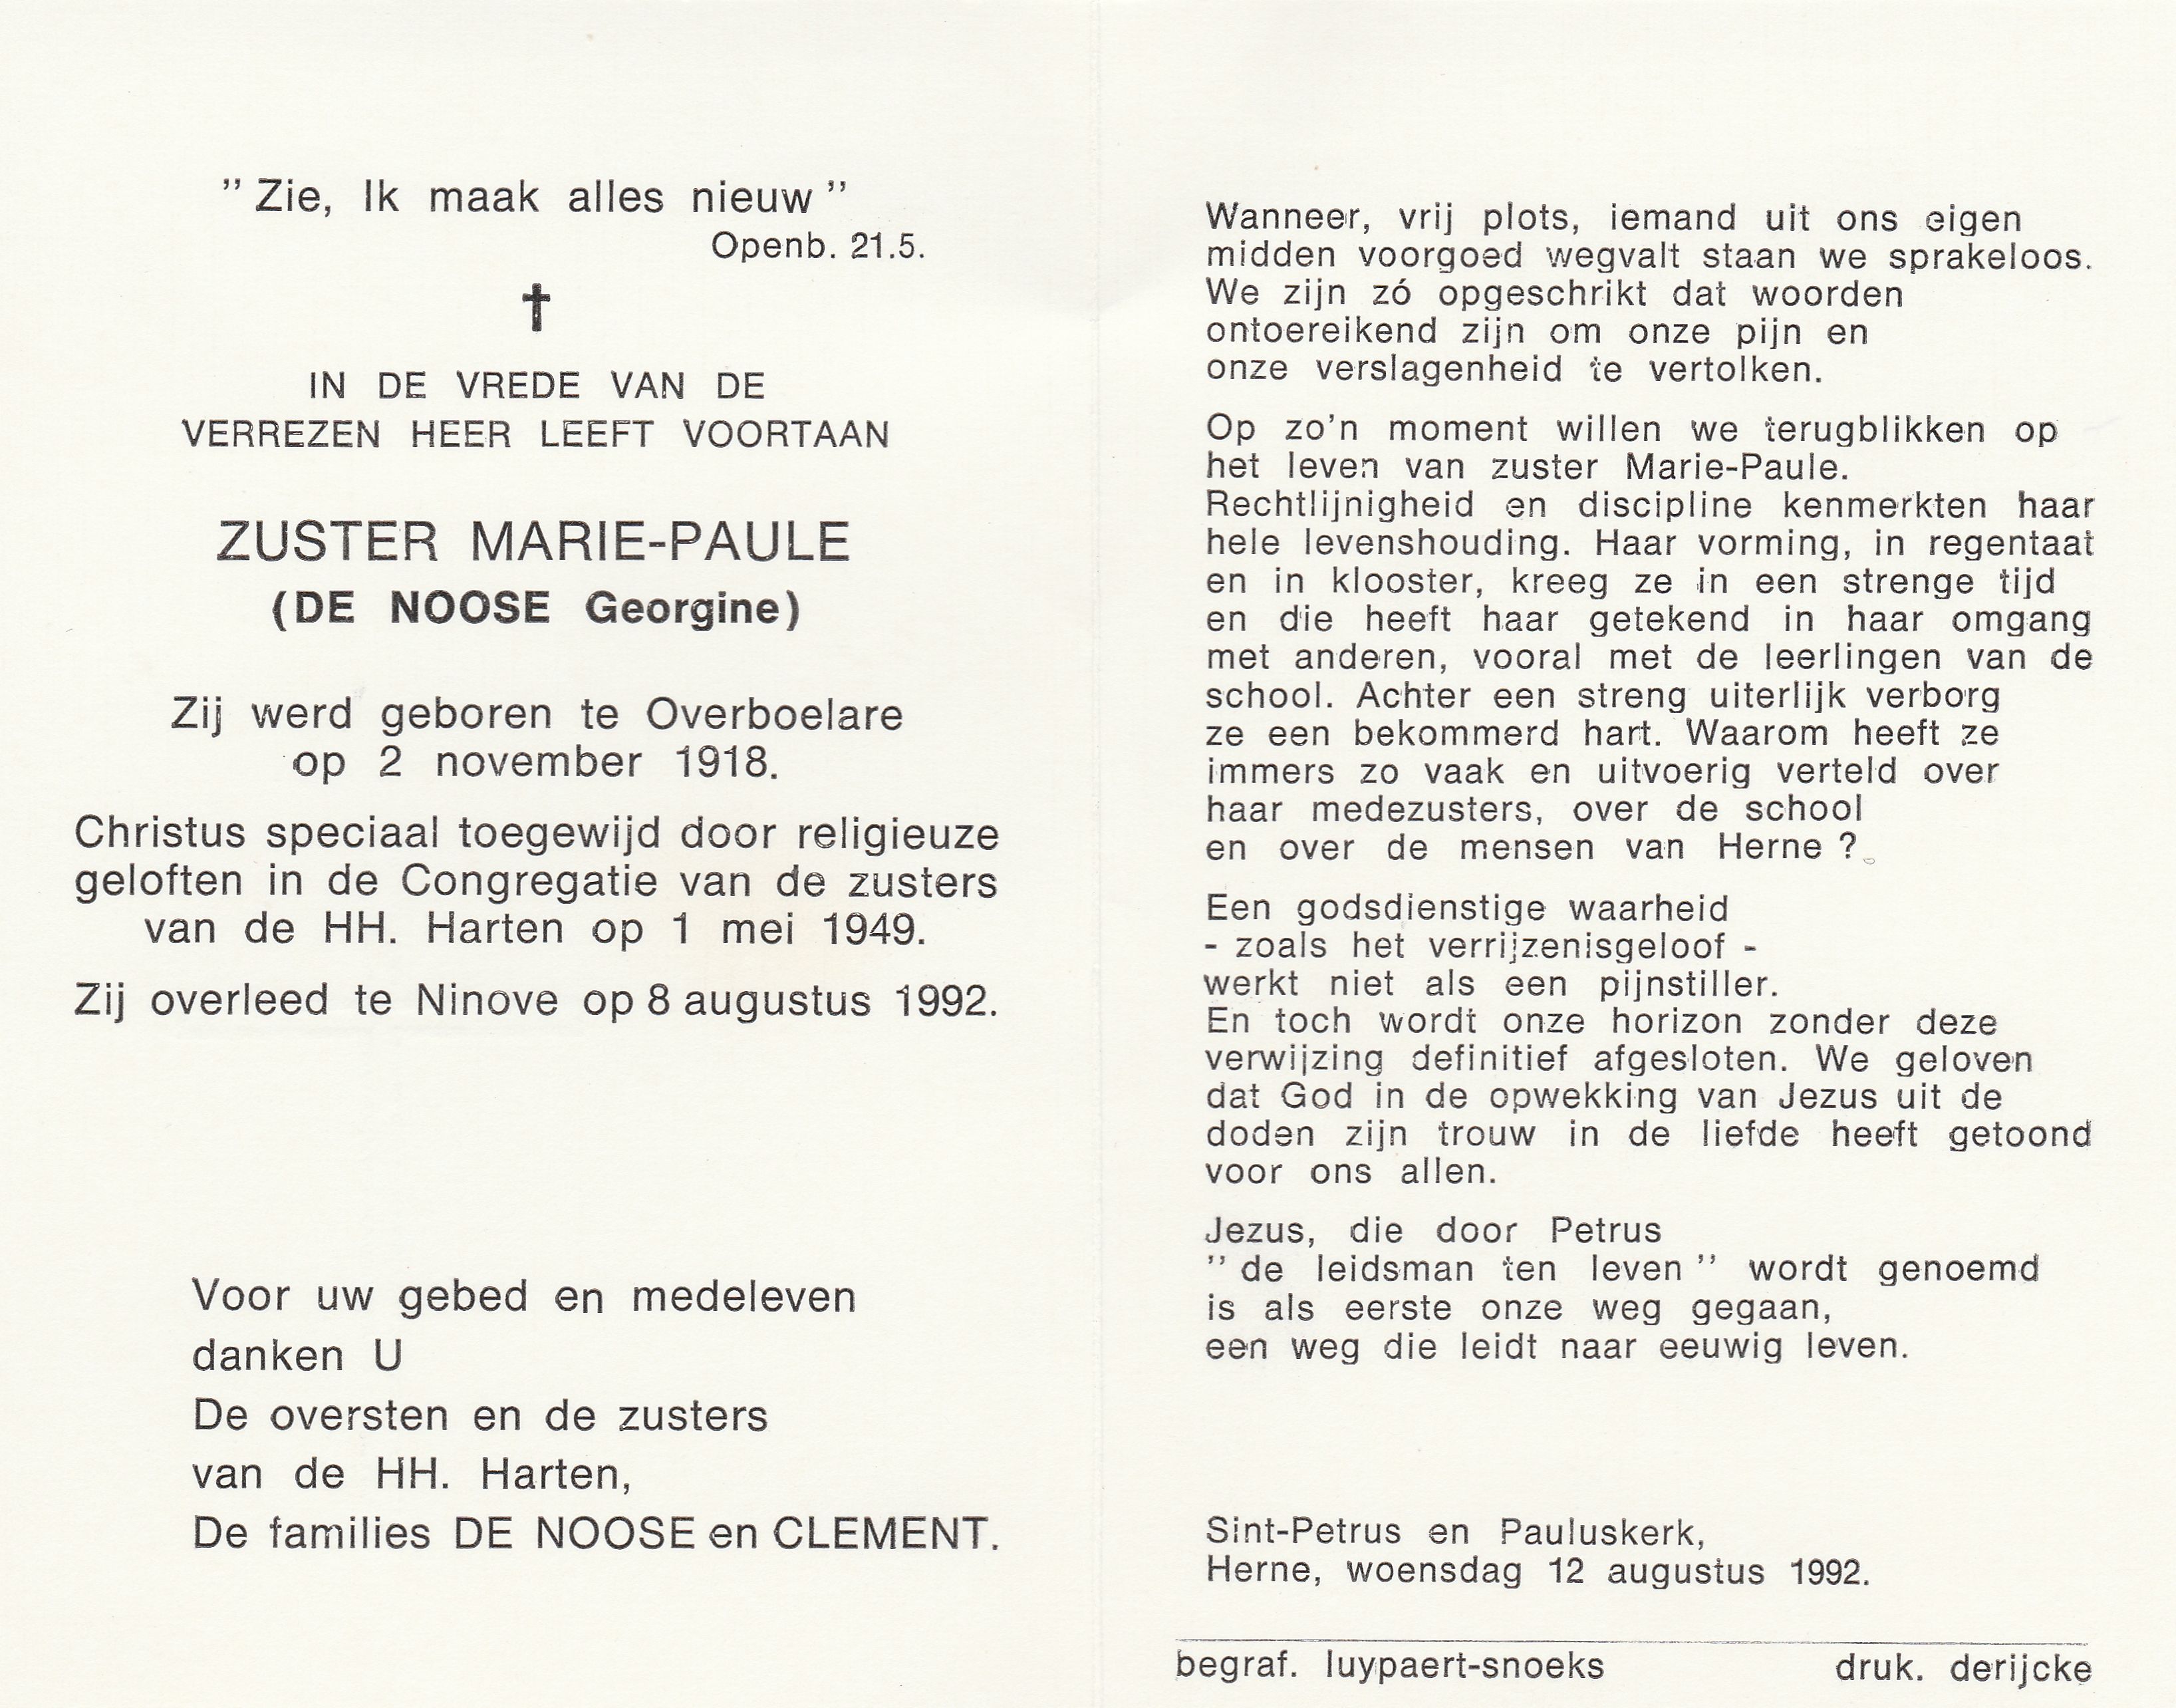 " Zie, Ik maak alles nieuw "
Openb. 21.5.
✝
IN DE VREDE VAN DE
VERREZEN HEER LEEFT VOORTAAN
ZUSTER MARIE-PAULE
(DE NOOSE Georgine)
Zij werd geboren te Overboelare
op 2 november 1918.
Christus speciaal toegewijd door religieuze
geloften in de Congregatie van de zusters
van de HH. Harten op 1 mei 1949.
Zij overleed te Ninove op 8 augustus 1992.
Voor uw gebed en medeleven
danken U
De oversten en de zusters
van de HH. Harten,
De families DE NOOSE en CLEMENT.
Wanneer, vrij plots, iemand uit ons eigen
midden voorgoed wegvalt staan we sprakeloos.
We zijn zó opgeschrikt dat woorden
ontoereikend zijn om onze pijn en
onze verslagenheid te vertolken.
Op zo'n moment willen we terugblikken op
het leven van zuster Marie-Paule.
Rechtlijnigheid en discipline kenmerkten haar
hele levenshouding. Haar vorming, in regentaat
en in klooster, kreeg ze in een strenge tijd
en die heeft haar getekend in haar omgang
met anderen, vooral met de leerlingen van de
school. Achter een streng uiterlijk verborg
ze een bekommerd hart. Waarom heeft ze
immers zo vaak en uitvoerig verteld over
haar medezusters, over de school
en over de mensen van Herne ?
Een godsdienstige waarheid
- zoals het verrijzenisgeloof -
werkt niet als een pijnstiller.
En toch wordt onze horizon zonder deze
verwijzing definitief afgesloten. We geloven
dat God in de opwekking van Jezus uit de
doden zijn trouw in de liefde heeft getoond
voor ons allen.
Jezus, die door Petrus
" de leidsman ten leven " wordt genoemd
is als eerste onze weg gegaan,
een weg die leidt naar eeuwig leven.
Sint-Petrus en Pauluskerk,
Herne, woensdag 12 augustus 1992.
begraf. luypaert-snoeks druk. derijcke